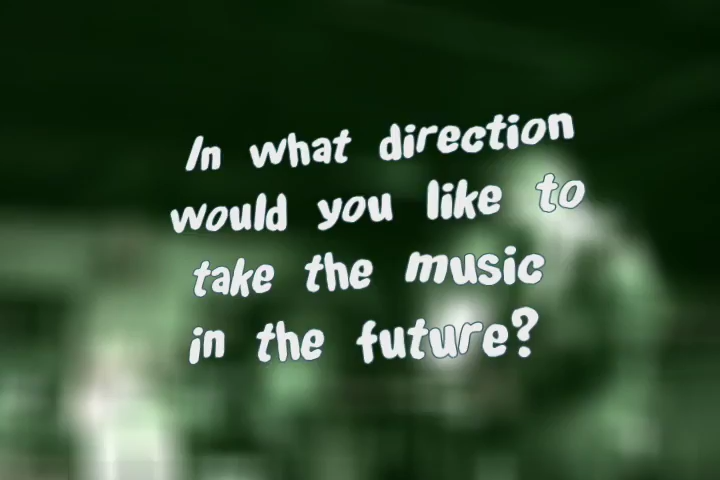 In what direction
would you like to
take the music
in the future?